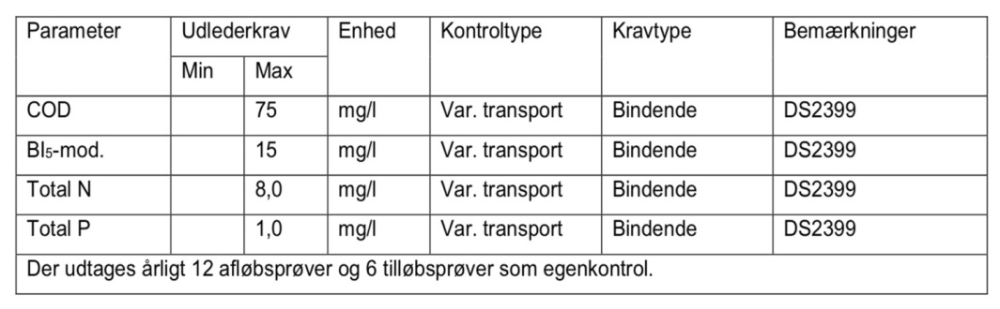 Parameter Udlederkrav Enhed Kontroltype Kravtype Bemærkninger
Min Max
COD 75 mg/l Var. transport Bindende DS2399
BI₅-mod. 15 mg/l Var. transport Bindende DS2399
Total N 8,0 mg/l Var. transport Bindende DS2399
Total P 1,0 mg/l Var. transport Bindende DS2399
Der udtages årligt 12 afløbsprøver og 6 tilløbsprøver som egenkontrol.